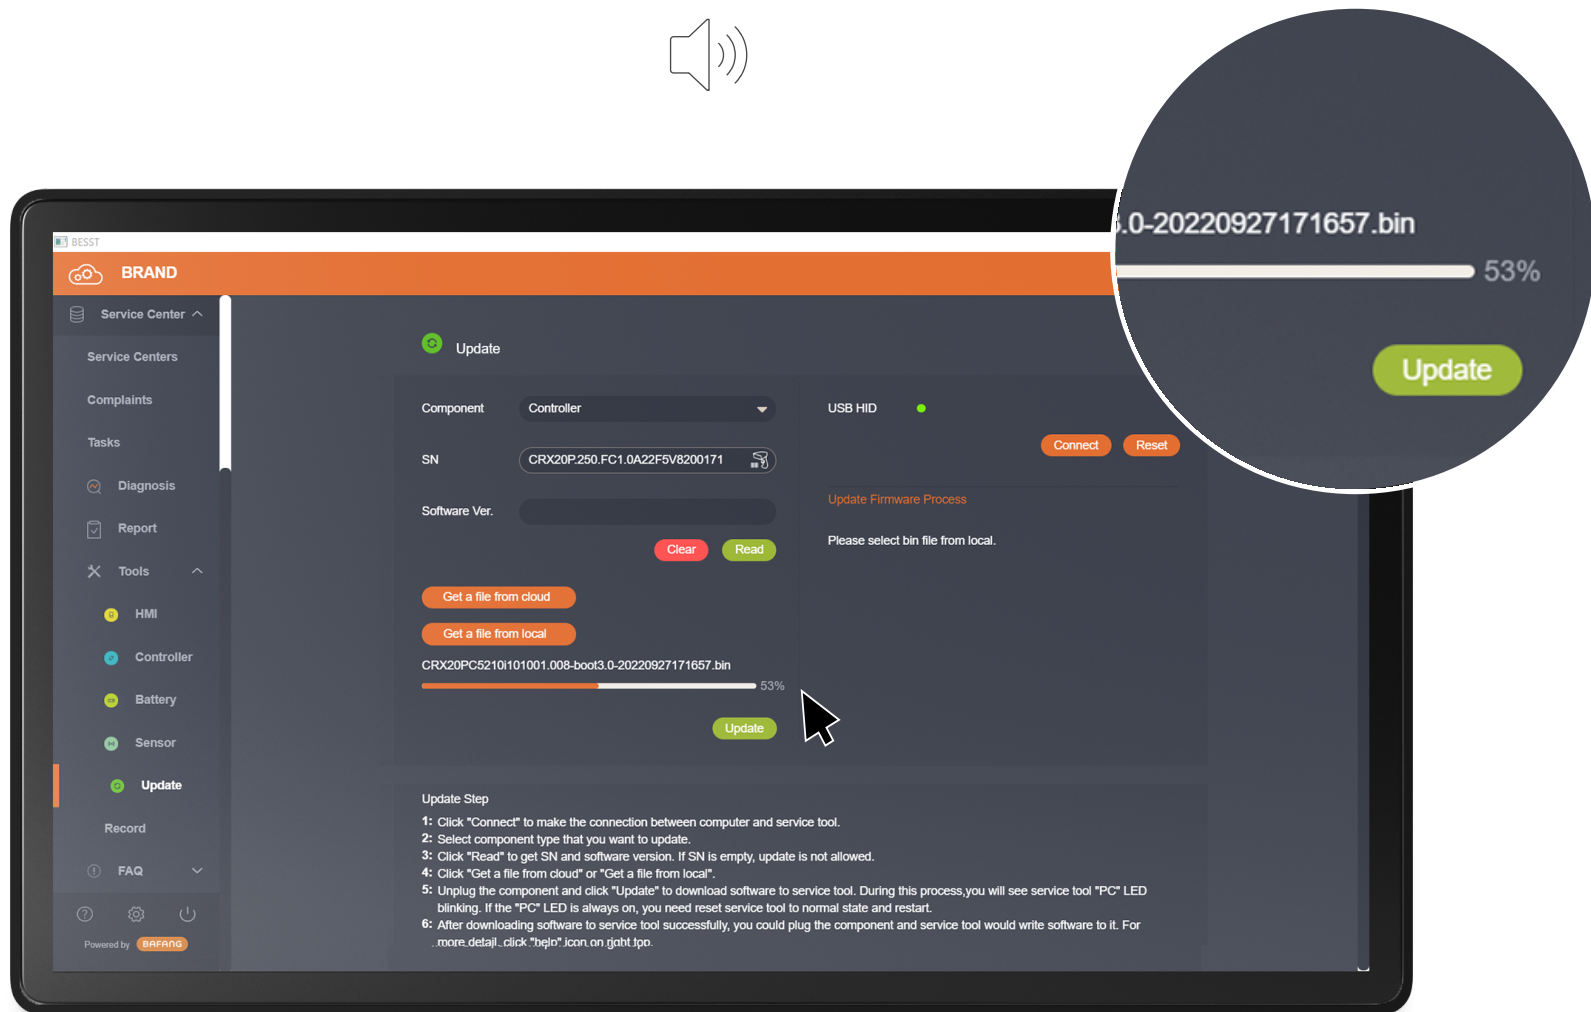 .0-20220927171657.bin
53%
Update
BESST
BRAND
Service Center
Service Centers
Complaints
Tasks
Diagnosis
Report
Tools
HMI
Controller
Battery
Sensor
Update
Record
FAQ
Powered by BAFANG
Update
Component Controller
SN CRX20P.250.FC1.0A22F5V8200171
Software Ver.
Clear Read
Get a file from cloud
Get a file from local
CRX20PC5210i101001.008-boot3.0-20220927171657.bin
53%
Update
USB HID
Connect Reset
Update Firmware Process
Please select bin file from local.
Update Step
1: Click "Connect" to make the connection between computer and service tool.
2: Select component type that you want to update.
3: Click "Read" to get SN and software version. If SN is empty, update is not allowed.
4: Click "Get a file from cloud" or "Get a file from local".
5: Unplug the component and click "Update" to download software to service tool. During this process,you will see service tool "PC" LED
blinking. If the "PC" LED is always on, you need reset service tool to normal state and restart.
6: After downloading software to service tool successfully, you could plug the component and service tool would write software to it. For
more detail, click "help" icon on right top.